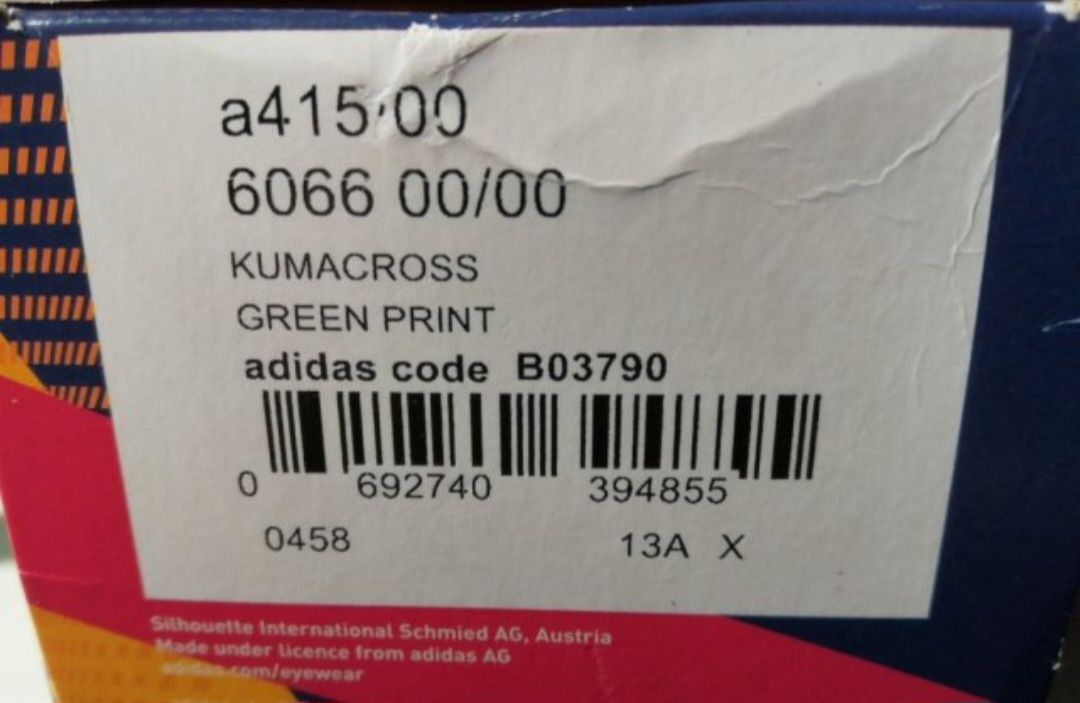 a415 00
6066 00/00
KUMACROSS
GREEN PRINT
adidas code B03790
0 692740 394855
0458 13A X
Silhouette International Schmied AG, Austria
Made under licence from adidas AG
adidas.com/eyewear